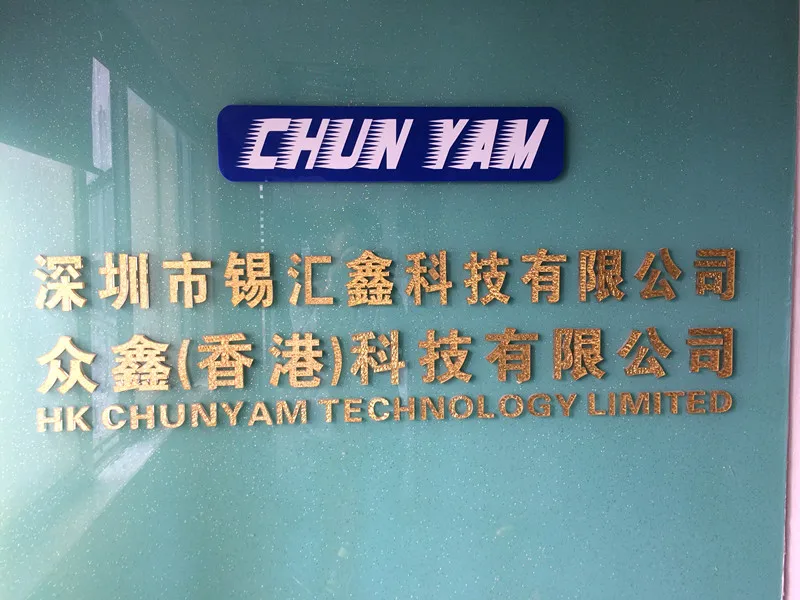 CHUN YAM
深圳市锡汇鑫科技有限公司
众鑫(香港)科技有限公司
HK CHUNYAM TECHNOLOGY LIMITED